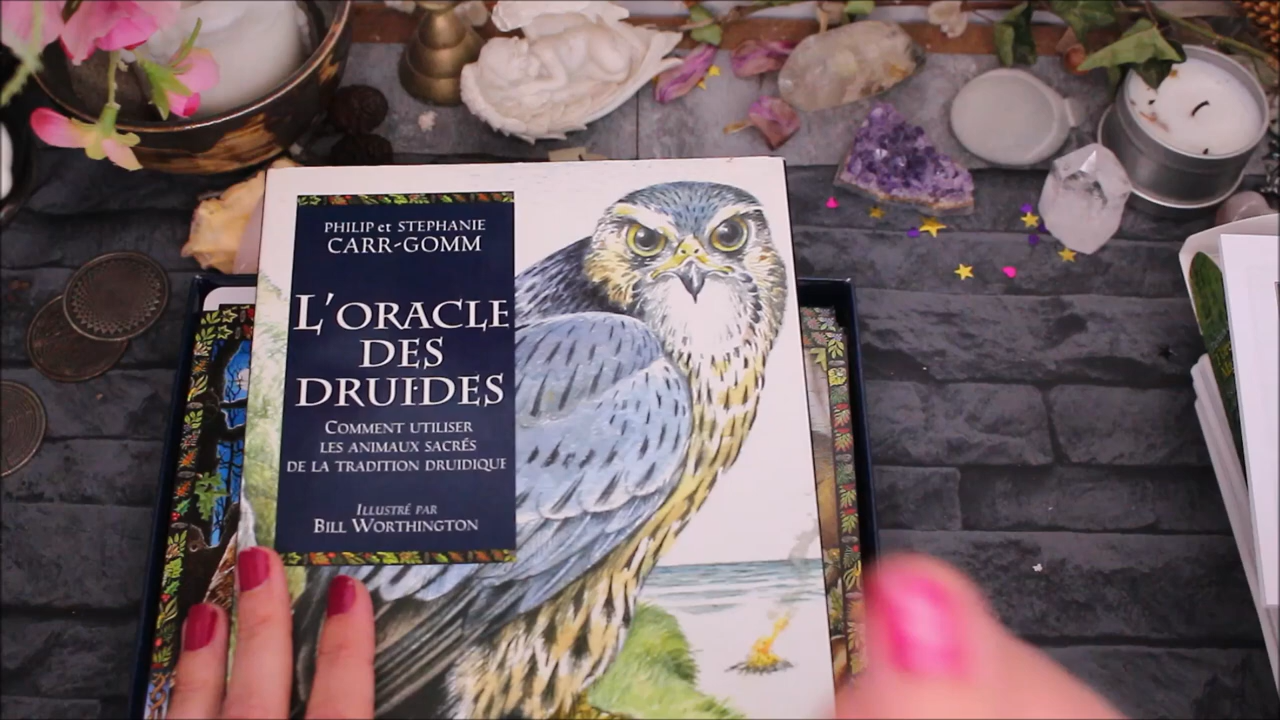 PHILIP et STEPHANIE
CARR-GOMM
L'ORACLE
DES
DRUIDES
COMMENT UTILISER
LES ANIMAUX SACRÉS
DE LA TRADITION DRUIDIQUE
ILLUSTRÉ PAR
BILL WORTHINGTON